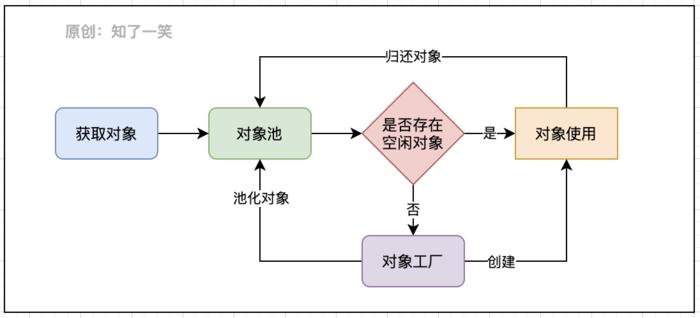 原创：知了一笑
归还对象
获取对象
对象池
是否存在
空闲对象
是
对象使用
池化对象
否
对象工厂
创建